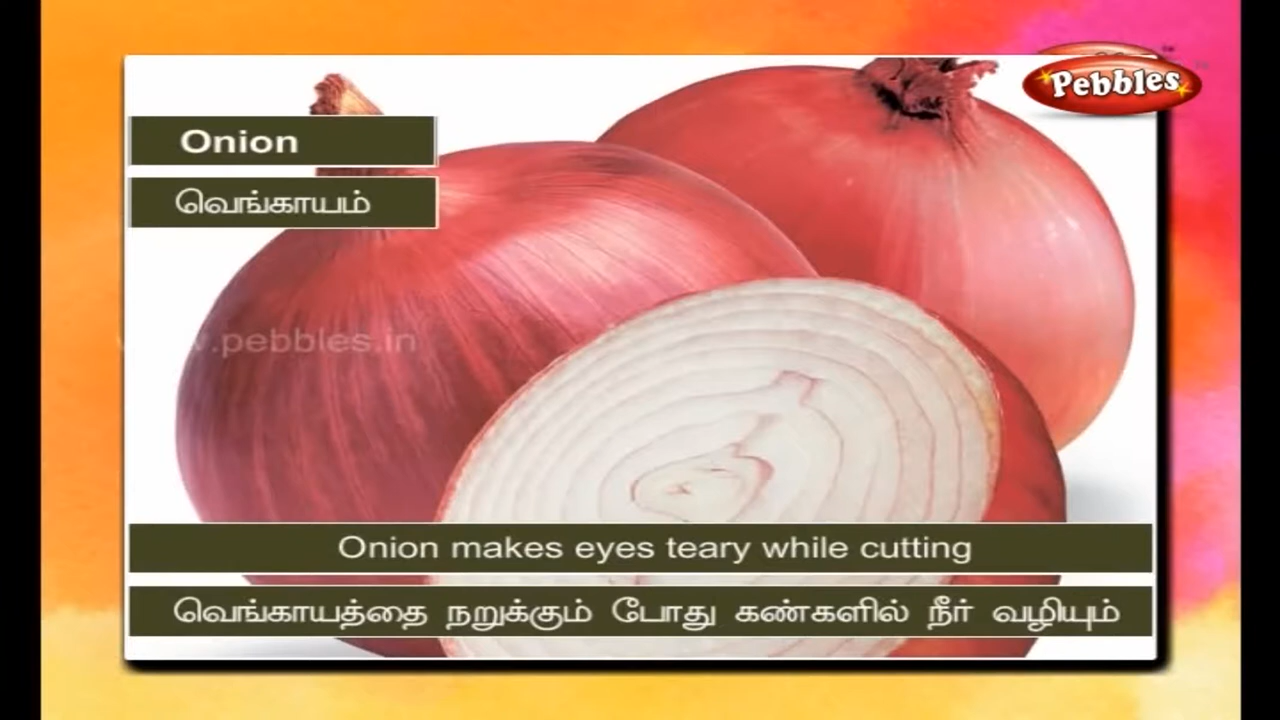 Pebbles
Onion
வெங்காயம்
www.pebbles.in
Onion makes eyes teary while cutting
வெங்காயத்தை நறுக்கும் போது கண்களில் நீர் வழியும்